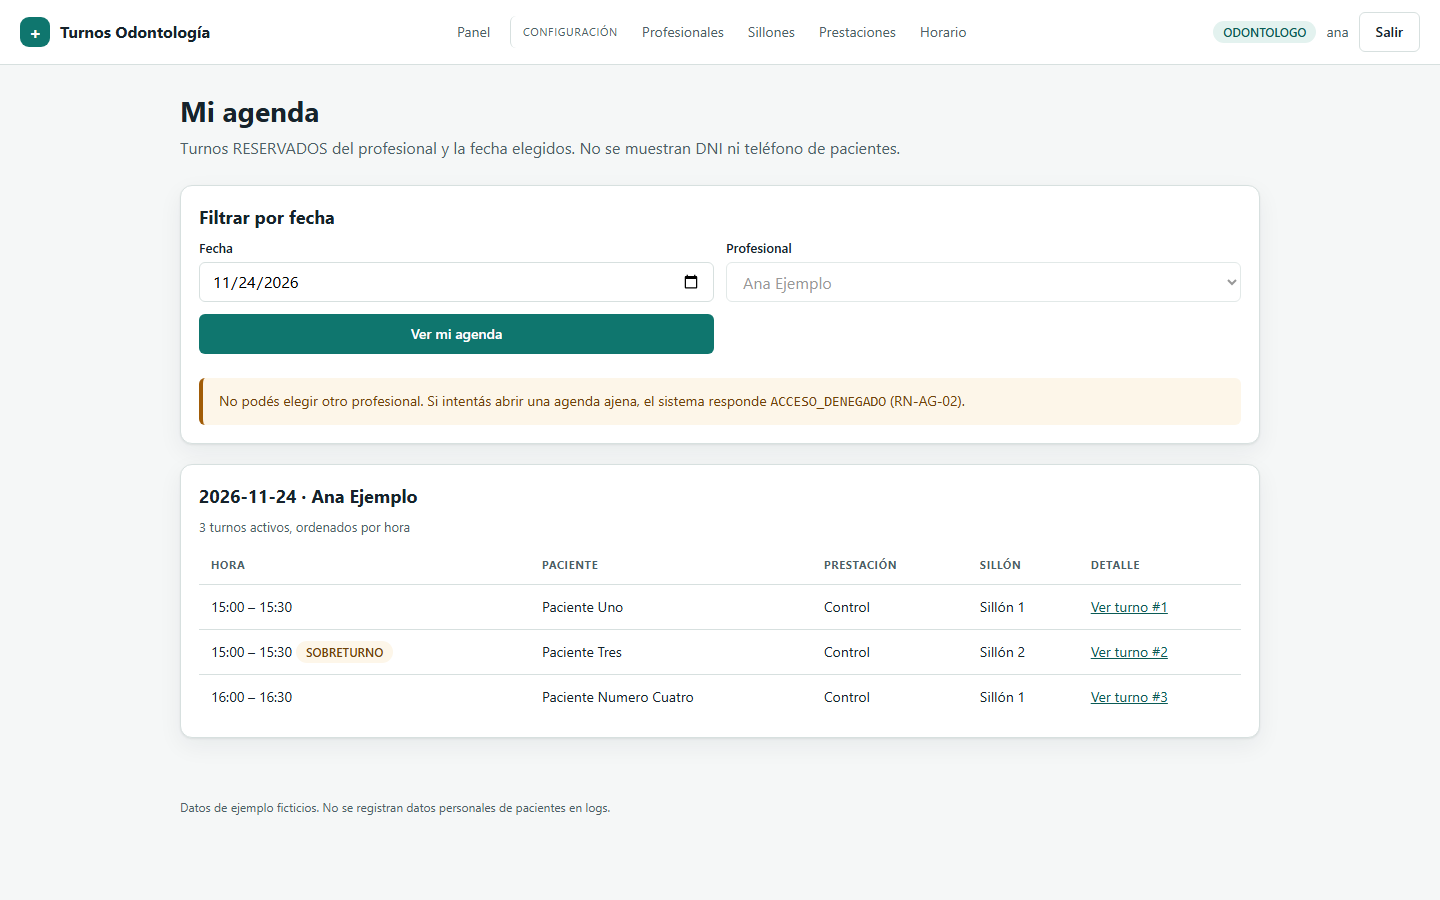 + Turnos Odontología Panel CONFIGURACIÓN Profesionales Sillones Prestaciones Horario ODONTOLOGO ana Salir
Mi agenda
Turnos RESERVADOS del profesional y la fecha elegidos. No se muestran DNI ni teléfono de pacientes.
Filtrar por fecha
Fecha Profesional
11/24/2026 Ana Ejemplo
Ver mi agenda
No podés elegir otro profesional. Si intentás abrir una agenda ajena, el sistema responde ACCESO_DENEGADO (RN-AG-02).
2026-11-24 · Ana Ejemplo
3 turnos activos, ordenados por hora
HORA PACIENTE PRESTACIÓN SILLÓN DETALLE
15:00 – 15:30 Paciente Uno Control Sillón 1 Ver turno #1
15:00 – 15:30 SOBRETURNO Paciente Tres Control Sillón 2 Ver turno #2
16:00 – 16:30 Paciente Numero Cuatro Control Sillón 1 Ver turno #3
Datos de ejemplo ficticios. No se registran datos personales de pacientes en logs.